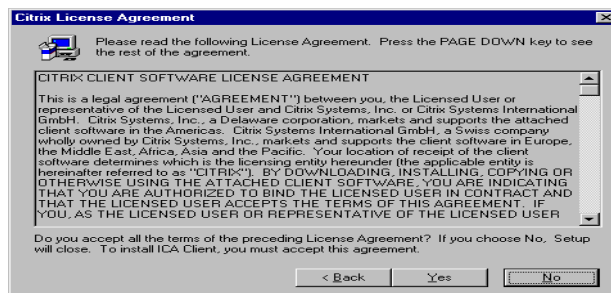 Citrix License Agreement
Please read the following License Agreement. Press the PAGE DOWN key to see
the rest of the agreement.
CITRIX CLIENT SOFTWARE LICENSE AGREEMENT
This is a legal agreement ("AGREEMENT") between you, the Licensed User or
representative of the Licensed User and Citrix Systems, Inc. or Citrix Systems International
GmbH. Citrix Systems, Inc., a Delaware corporation, markets and supports the attached
client software in the Americas. Citrix Systems International GmbH, a Swiss company
wholly owned by Citrix Systems, Inc., markets and supports the client software in Europe,
the Middle East, Africa, Asia and the Pacific. Your location of receipt of the client
software determines which is the licensing entity hereunder (the applicable entity is
hereinafter referred to as "CITRIX"). BY DOWNLOADING, INSTALLING, COPYING OR
OTHERWISE USING THE ATTACHED CLIENT SOFTWARE, YOU ARE INDICATING
THAT YOU ARE AUTHORIZED TO BIND THE LICENSED USER IN CONTRACT AND
THAT THE LICENSED USER ACCEPTS THE TERMS OF THIS AGREEMENT. IF
YOU, AS THE LICENSED USER OR REPRESENTATIVE OF THE LICENSED USER
Do you accept all the terms of the preceding License Agreement? If you choose No, Setup
will close. To install ICA Client, you must accept this agreement.
< Back Yes No